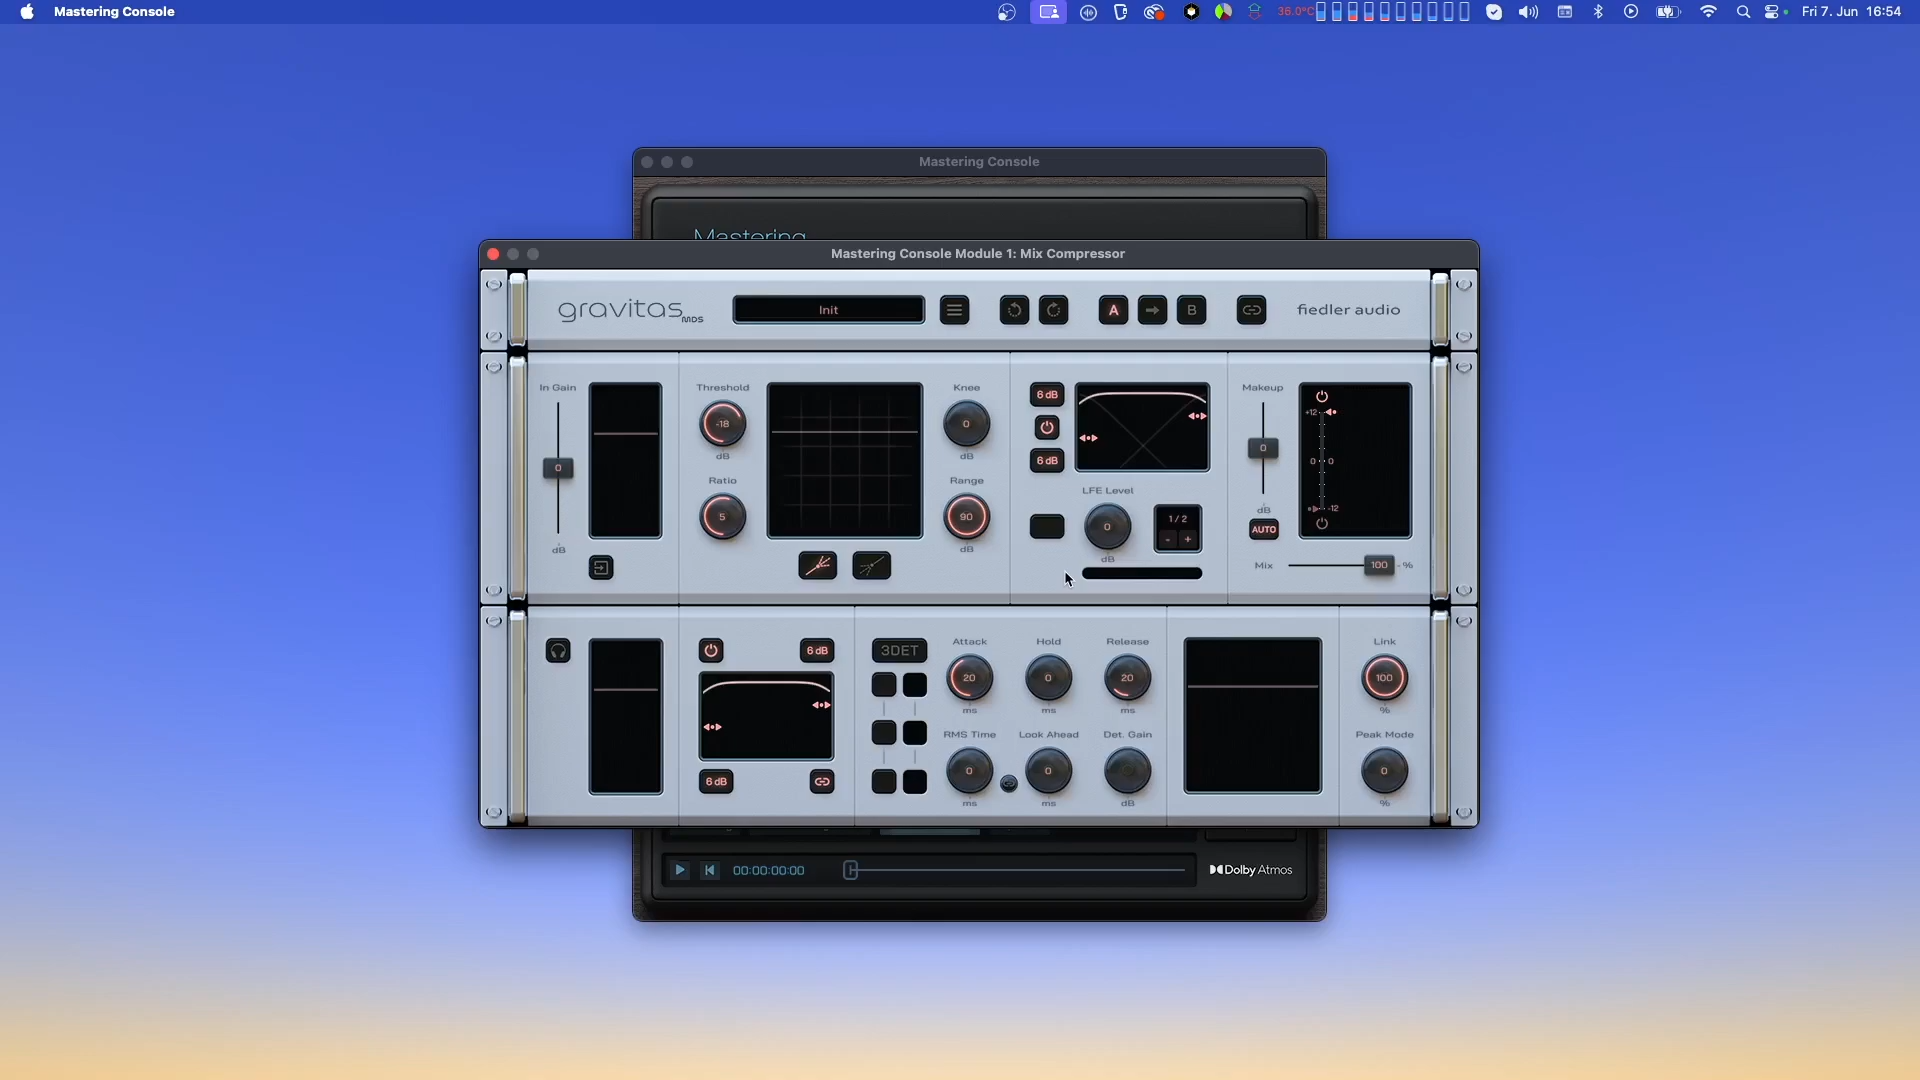 Mastering Console
36.0°C
Fri 7. Jun 16:54
Mastering Console
Mastering
Mastering Console Module 1: Mix Compressor
gravitas MDS
Init
A
B
fiedler audio
In Gain
0
dB
Threshold
-18
dB
Ratio
5
Knee
0
dB
Range
90
dB
6 dB
6 dB
LFE Level
0
dB
1 / 2
- +
Makeup
0
dB
AUTO
+12
0 0
-12
Mix
100 %
6 dB
6 dB
3DET
Attack
20
ms
Hold
0
ms
Release
20
ms
RMS Time
0
ms
Look Ahead
0
ms
Det. Gain
dB
Link
100
%
Peak Mode
0
%
00:00:00:00
Dolby Atmos